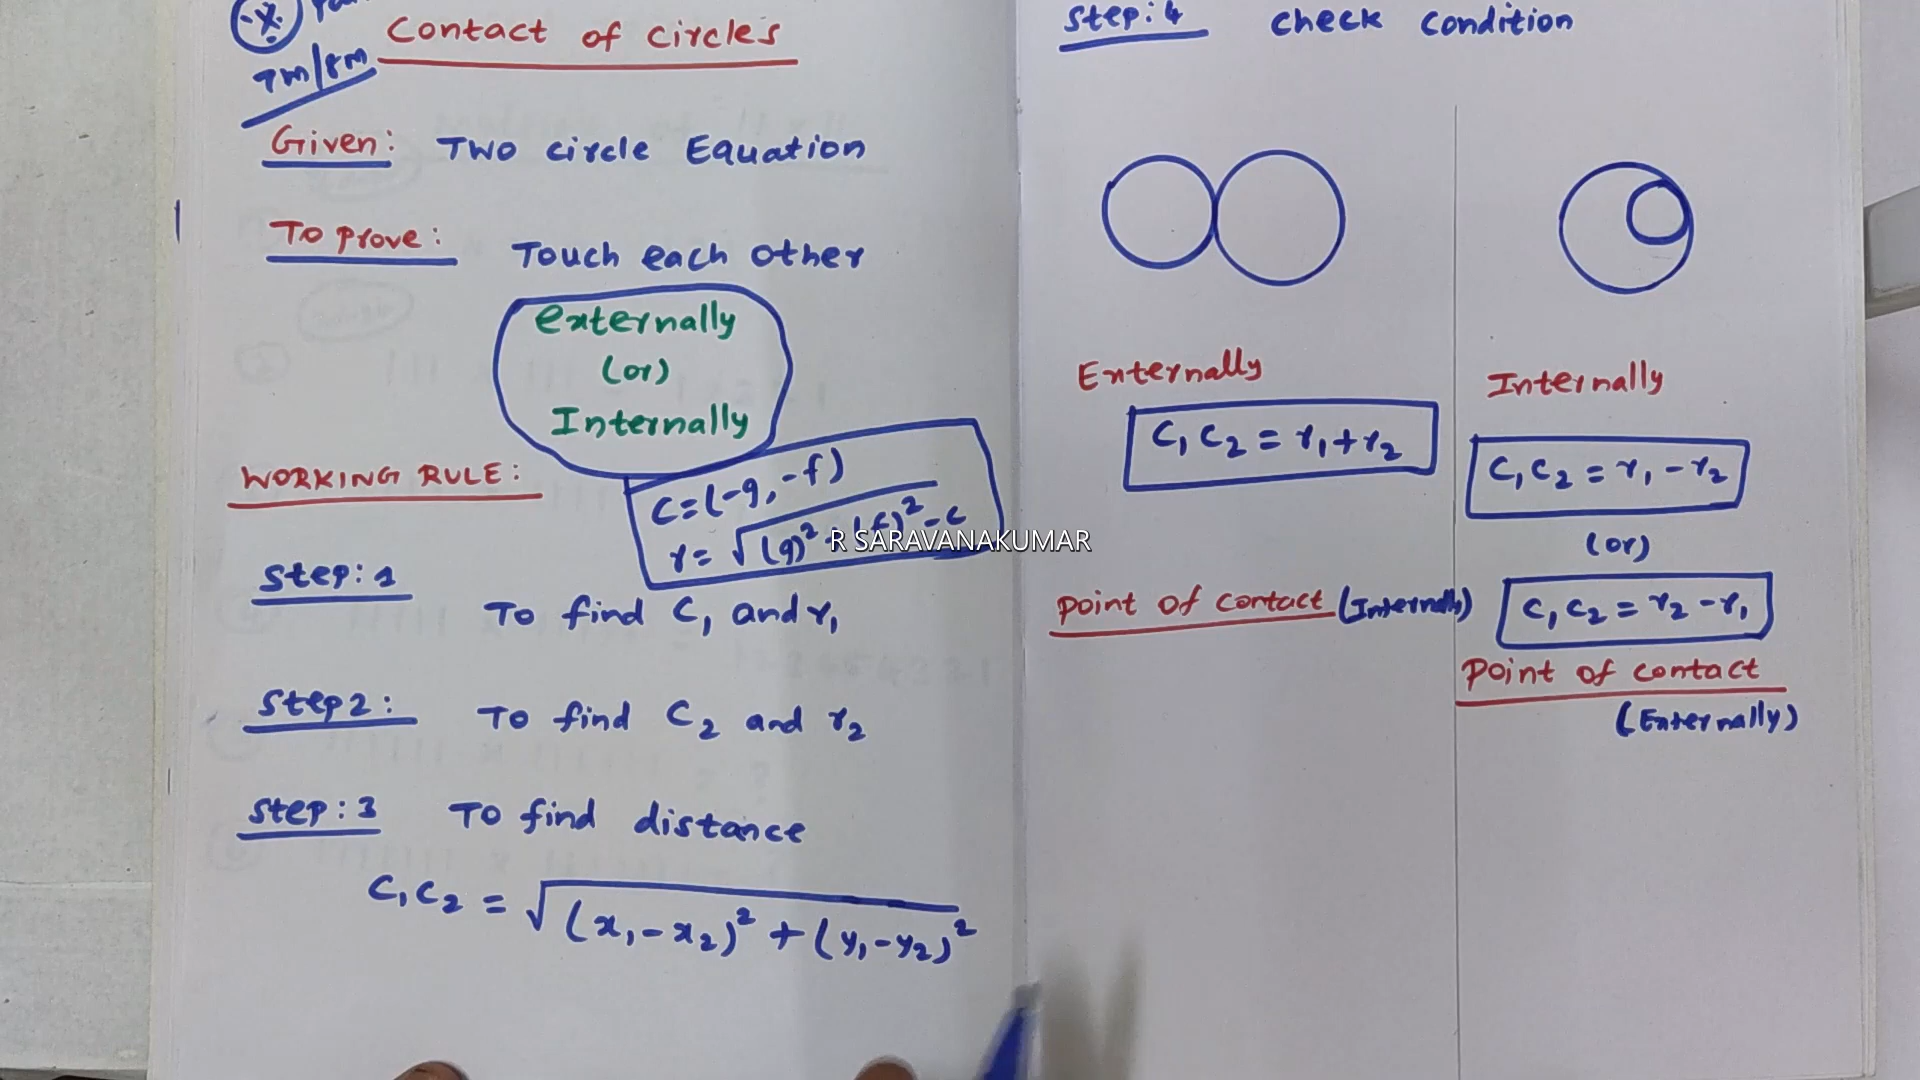 Contact of circles
7m/8m
Given: Two circle Equation
To prove: Touch each other
Externally
(or)
Internally
WORKING RULE:
C=(-g,-f)
r=√(g)²+(f)²-c
Step:1
To find C₁ and r₁
Step2: To find C₂ and r₂
Step:3 To find distance
C₁C₂ = √(x₁-x₂)²+(y₁-y₂)²
Step:4 check condition
Externally
C₁C₂ = r₁+r₂
Point of contact (Internally)
Internally
C₁C₂ = r₁-r₂
(or)
C₁C₂ = r₂-r₁
Point of contact
(Externally)
R SARAVANAKUMAR